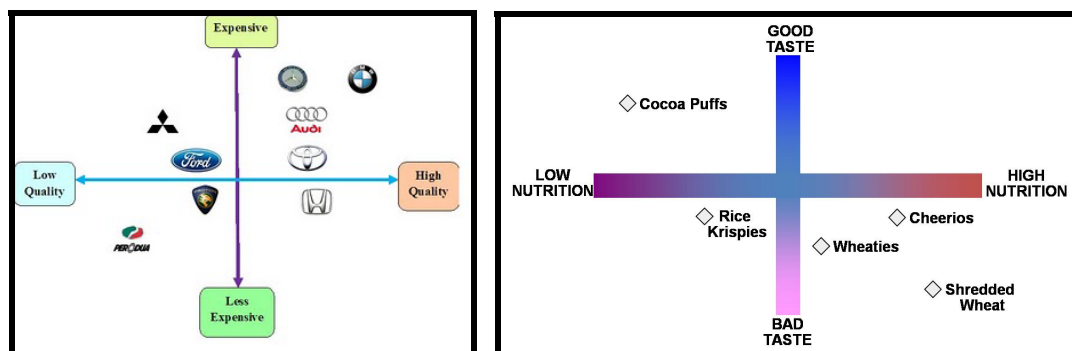 Expensive
Audi
Ford
Low
Quality
High
Quality
PERODUA
Less
Expensive
GOOD
TASTE
Cocoa Puffs
LOW
NUTRITION
HIGH
NUTRITION
Rice
Krispies
Cheerios
Wheaties
Shredded
Wheat
BAD
TASTE